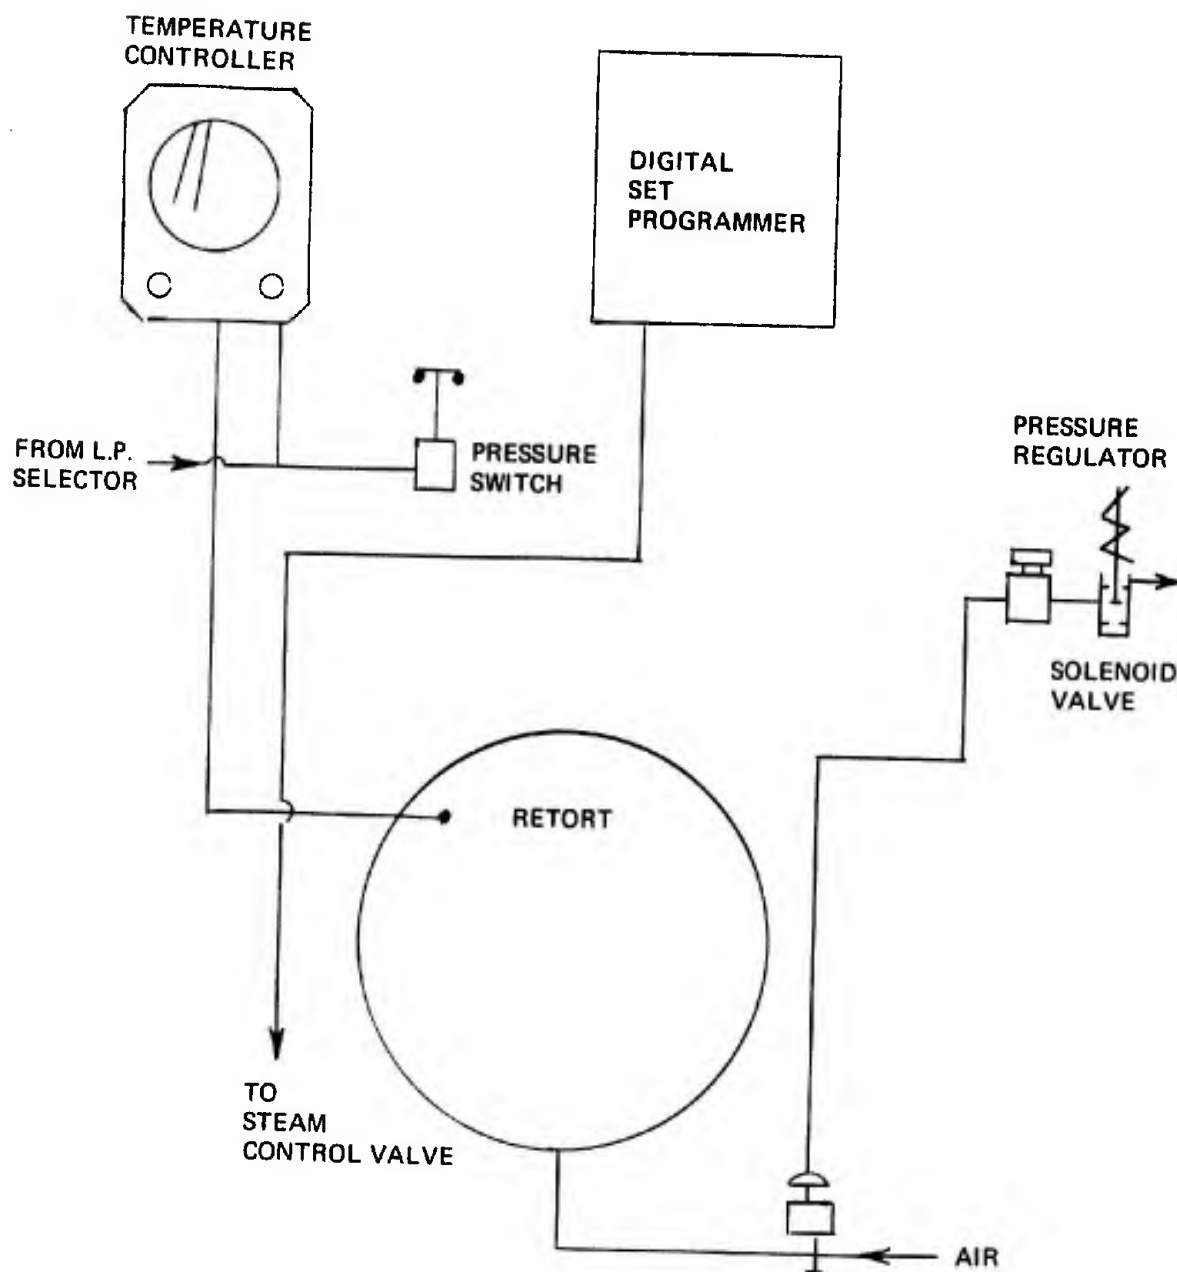 TEMPERATURE
CONTROLLER
DIGITAL
SET
PROGRAMMER
FROM L.P.
SELECTOR
PRESSURE
SWITCH
PRESSURE
REGULATOR
SOLENOID
VALVE
RETORT
TO
STEAM
CONTROL VALVE
AIR